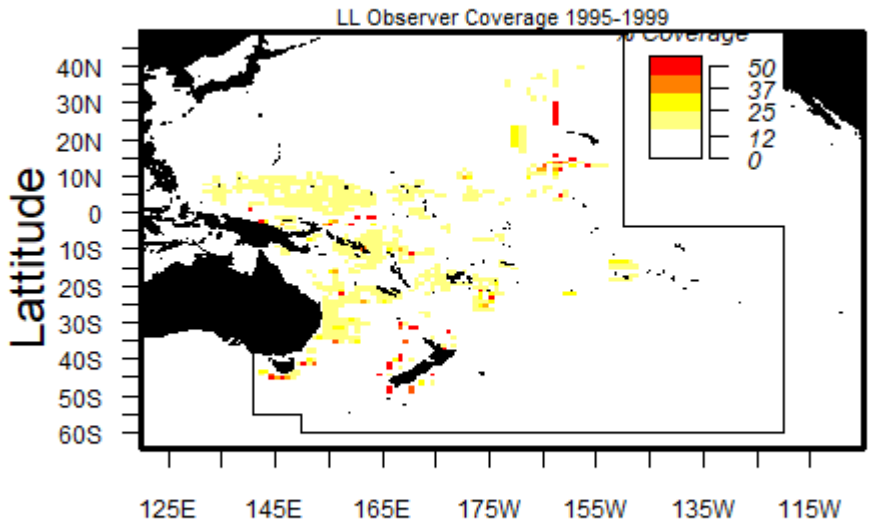 LL Observer Coverage 1995-1999
% Coverage
50
37
25
12
0
Lattitude
40N
30N
20N
10N
0
10S
20S
30S
40S
50S
60S
125E 145E 165E 175W 155W 135W 115W